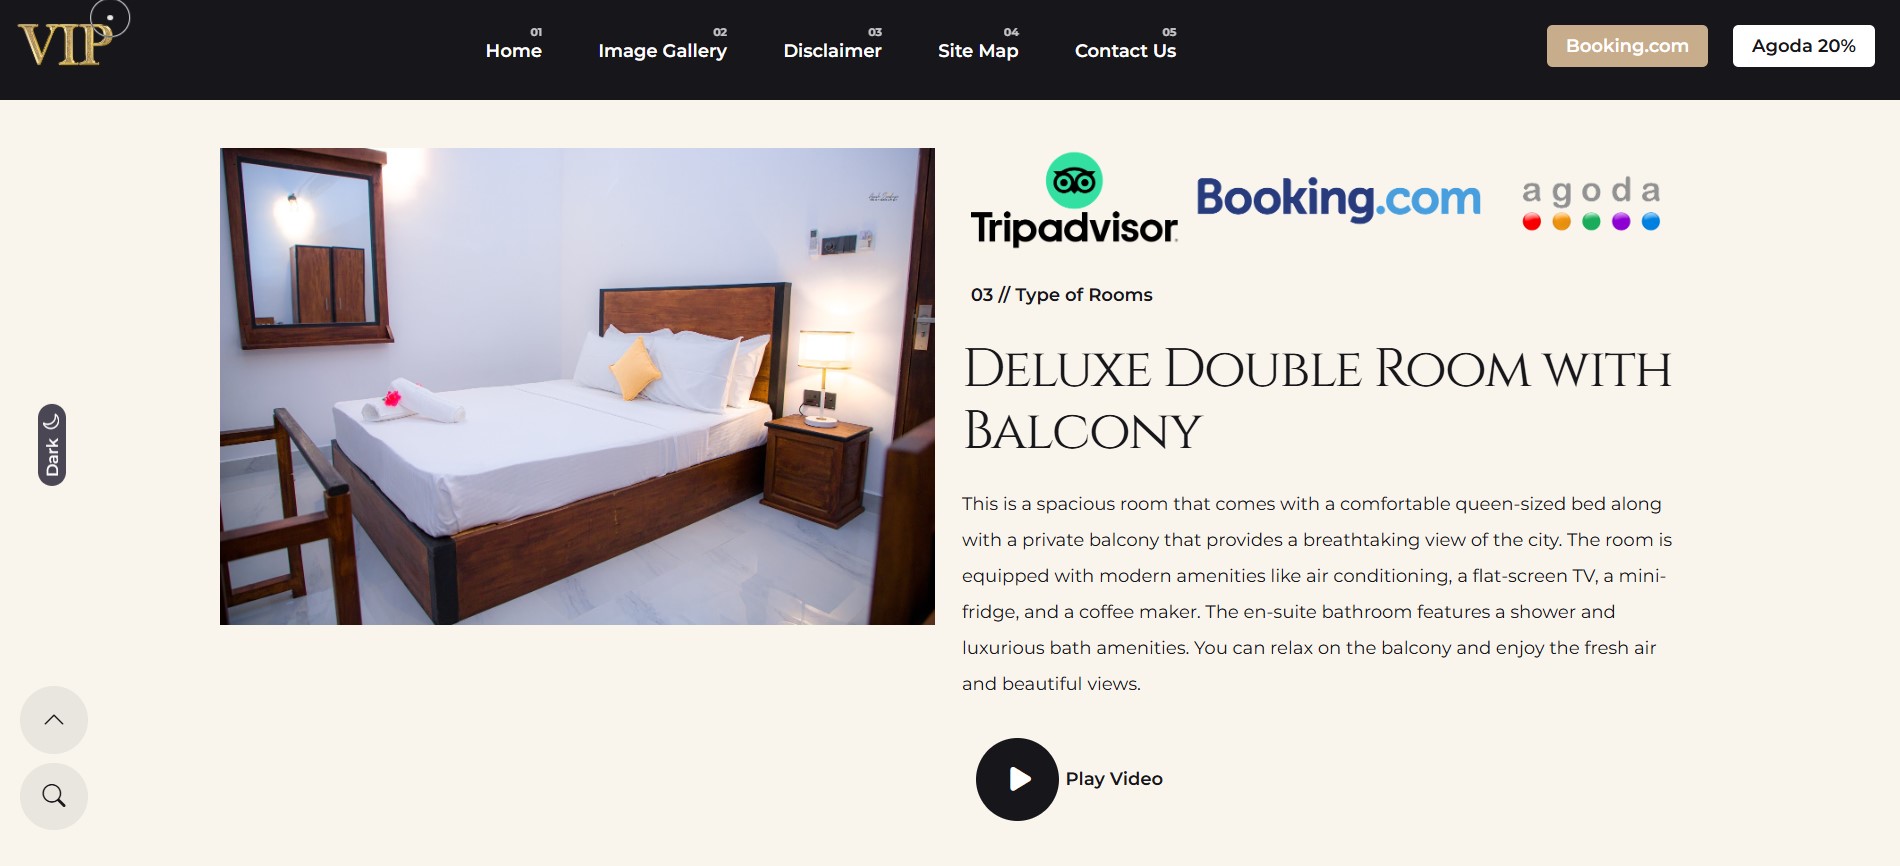 VIP
01
Home
02
Image Gallery
03
Disclaimer
04
Site Map
05
Contact Us
Booking.com
Agoda 20%
Tripadvisor
Booking.com
agoda
03 // Type of Rooms
Deluxe Double Room with
Balcony
This is a spacious room that comes with a comfortable queen-sized bed along
with a private balcony that provides a breathtaking view of the city. The room is
equipped with modern amenities like air conditioning, a flat-screen TV, a mini-
fridge, and a coffee maker. The en-suite bathroom features a shower and
luxurious bath amenities. You can relax on the balcony and enjoy the fresh air
and beautiful views.
Play Video
Dark